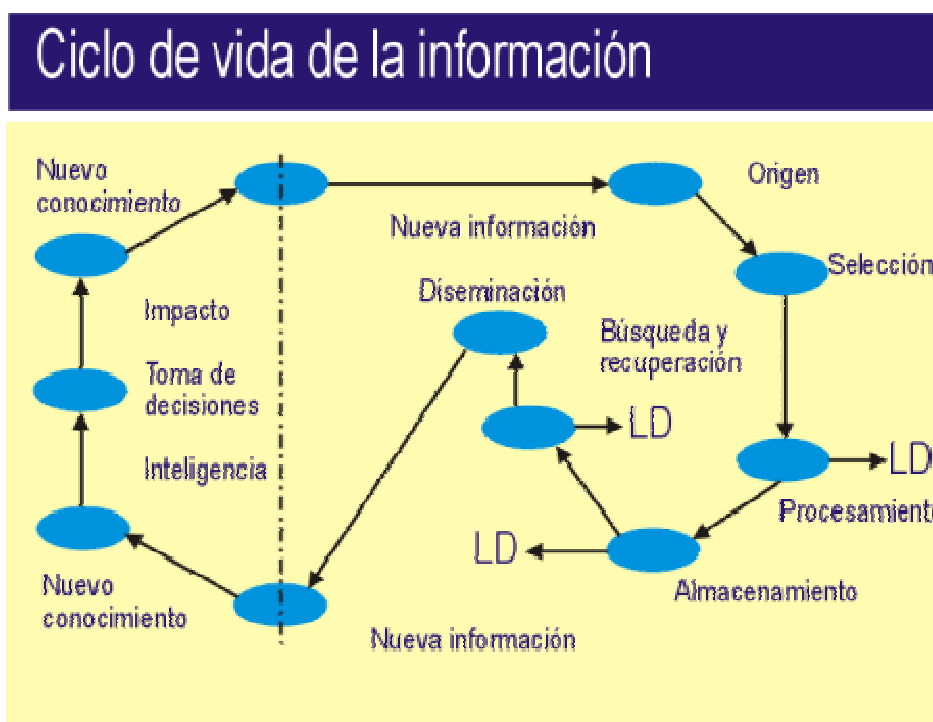 Ciclo de vida de la información
Nuevo
conocimiento
Origen
Nueva información
Selección
Diseminación
Impacto
Búsqueda y
recuperación
Toma de
decisiones
LD
LD
Inteligencia
Procesamient
LD
Nuevo
conocimiento
Almacenamiento
Nueva información